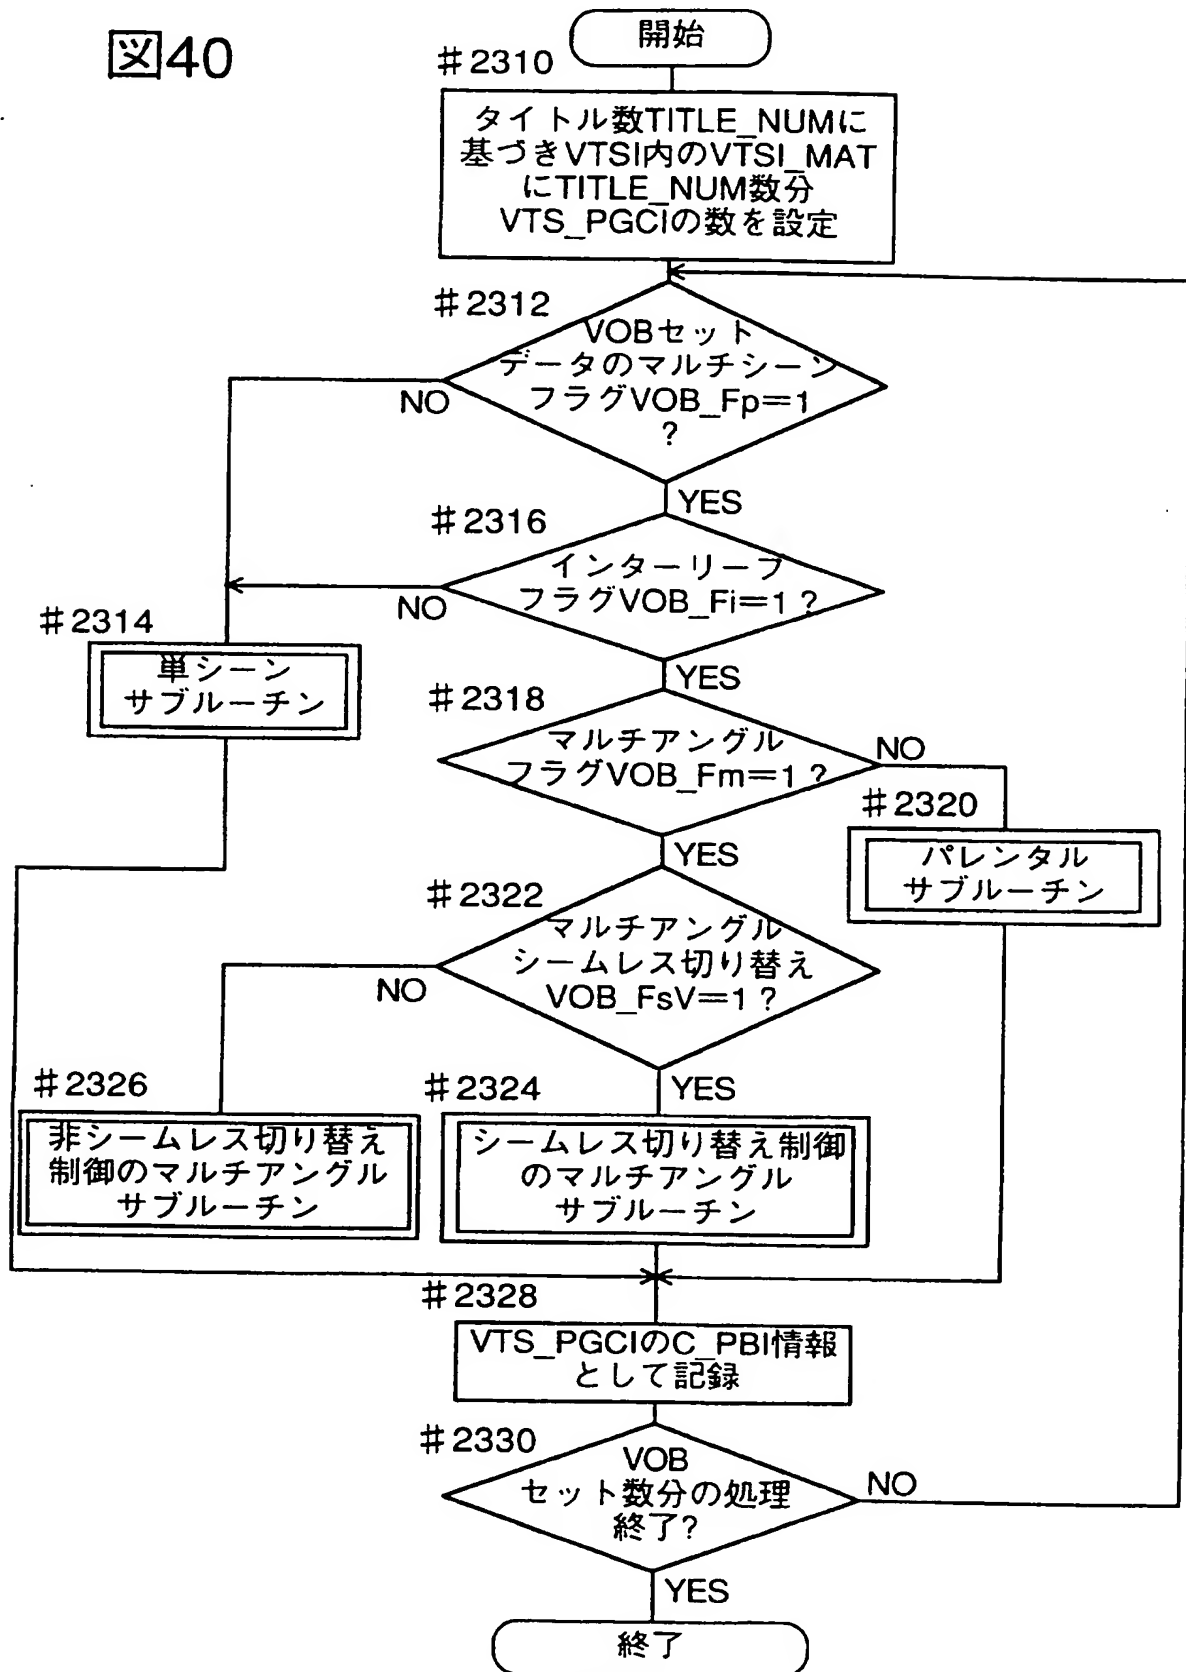 図40
開始
#2310
タイトル数TITLE_NUMに
基づきVTSI内のVTSI_MAT
にTITLE_NUM数分
VTS_PGCIの数を設定
#2312
VOBセット
データのマルチシーン
フラグVOB_Fp=1
?
NO
YES
#2316
インターリーブ
フラグVOB_Fi=1?
NO
YES
#2314
単シーン
サブルーチン
#2318
マルチアングル
フラグVOB_Fm=1?
NO
YES
#2320
パレンタル
サブルーチン
#2322
マルチアングル
シームレス切り替え
VOB_FsV=1?
NO
YES
#2326
非シームレス切り替え
制御のマルチアングル
サブルーチン
#2324
シームレス切り替え制御
のマルチアングル
サブルーチン
#2328
VTS_PGCIのC_PBI情報
として記録
#2330
VOB
セット数分の処理
終了?
NO
YES
終了